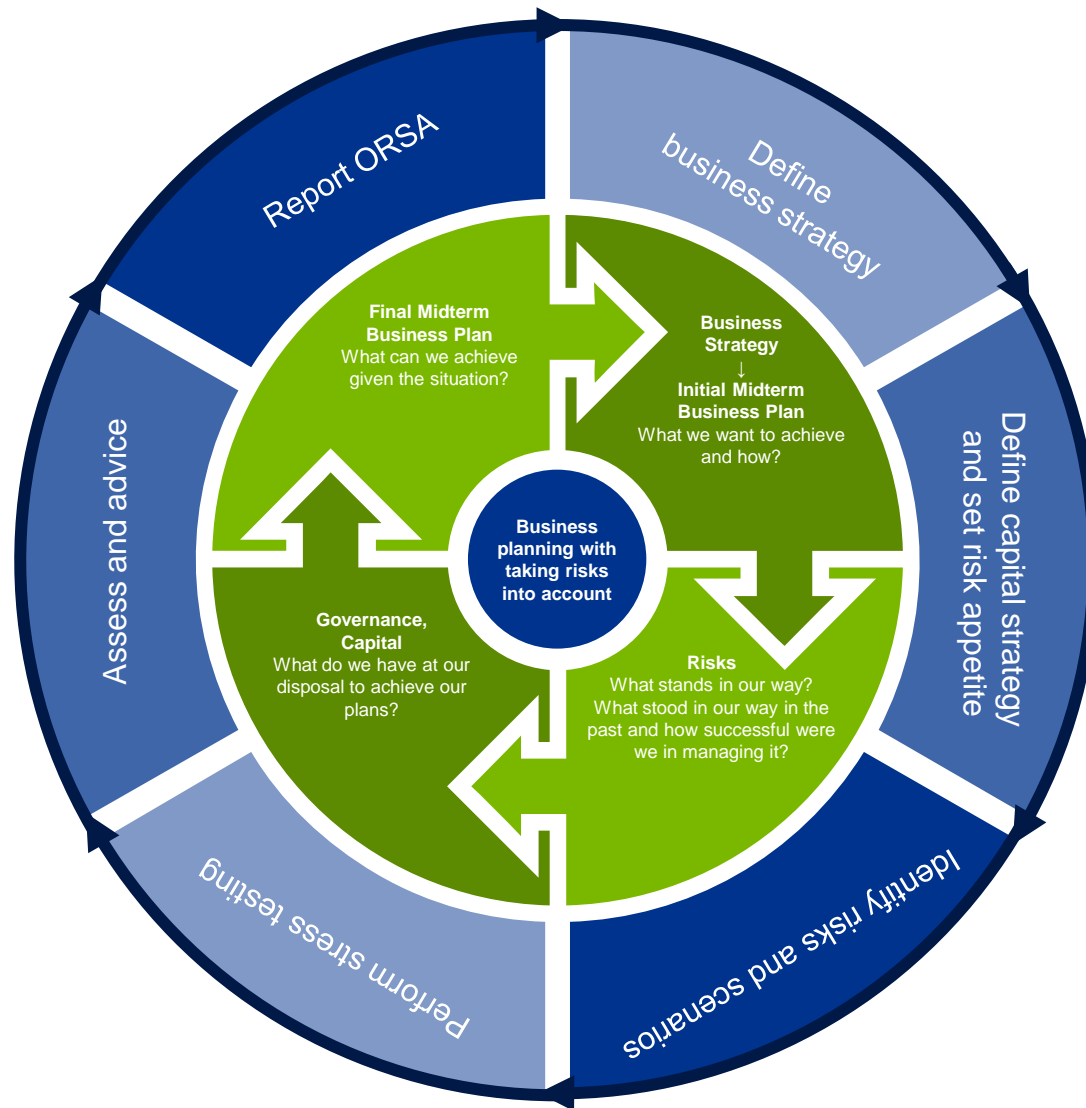 Report ORSA
Define
business strategy
Define capital strategy
and set risk appetite
Identify risks and scenarios
Perform stress testing
Assess and advice
Final Midterm
Business Plan
What can we achieve
given the situation?
Business
Strategy
↓
Initial Midterm
Business Plan
What we want to achieve
and how?
Business
planning with
taking risks
into account
Governance,
Capital
What do we have at our
disposal to achieve our
plans?
Risks
What stands in our way?
What stood in our way in the
past and how successful were
we in managing it?